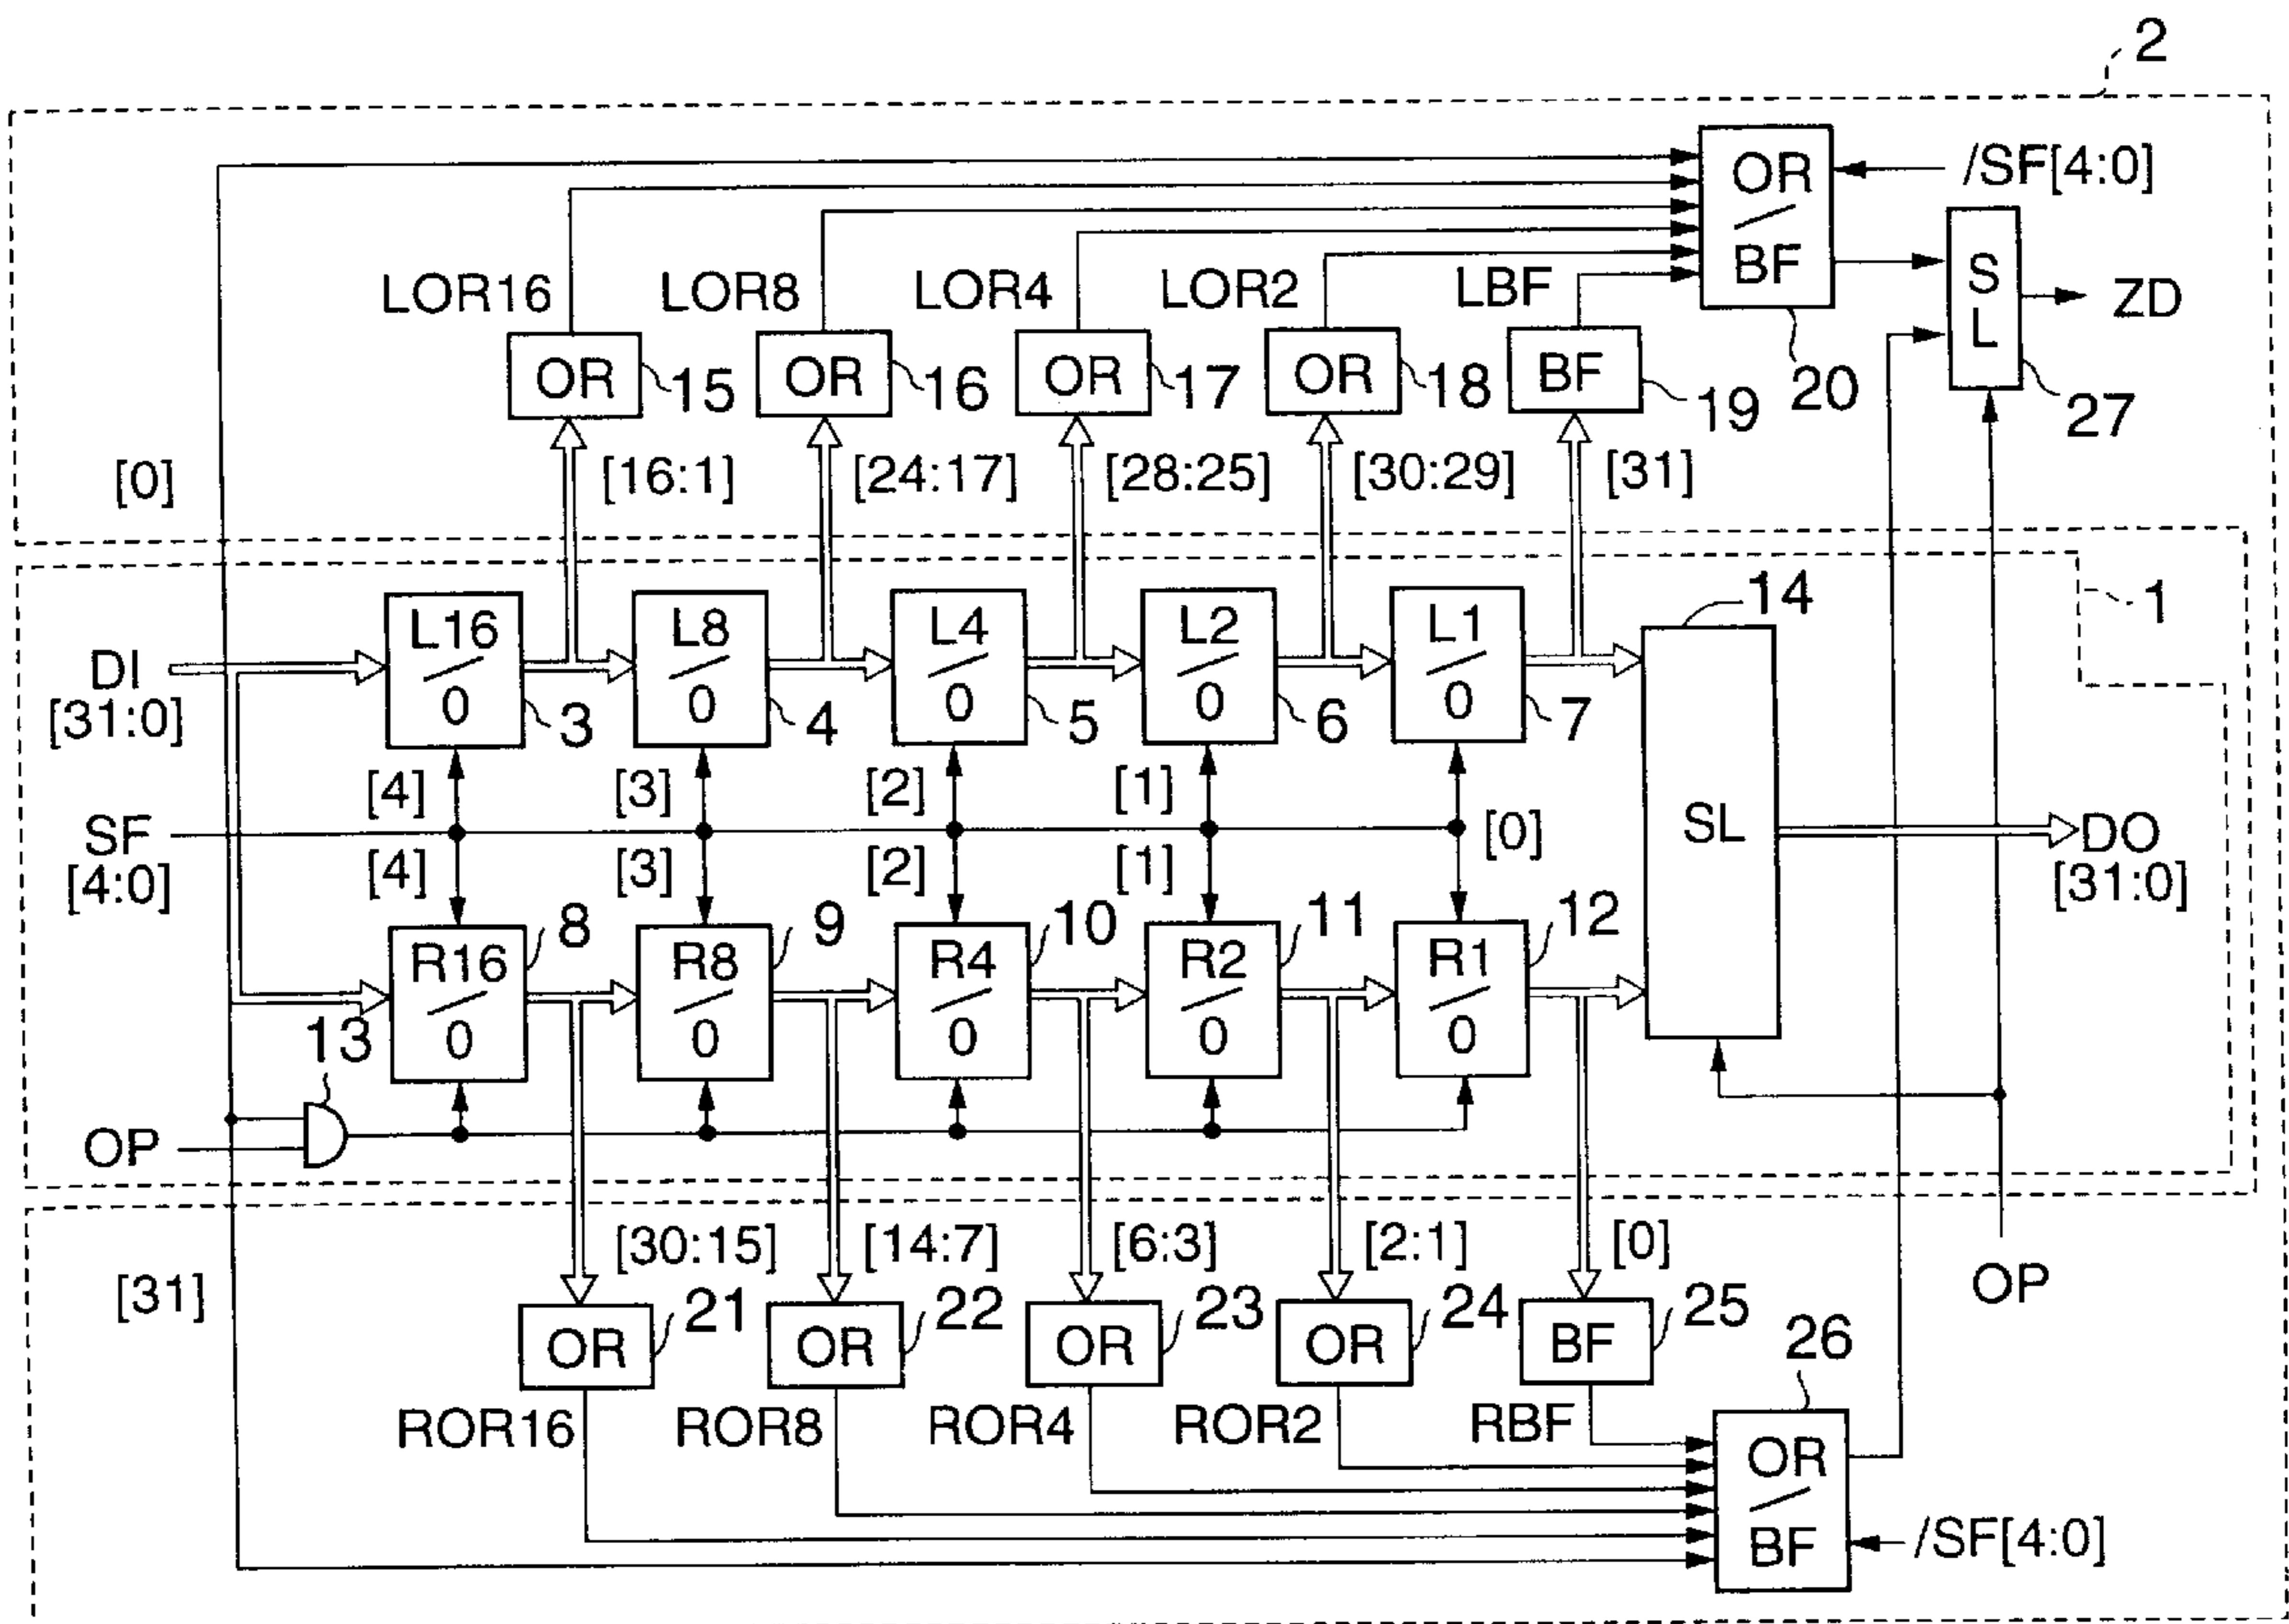 2
OR
/
BF
/SF[4:0]
20
S
L
ZD
27
LOR16
LOR8
LOR4
LOR2
LBF
OR
15
OR
16
OR
17
OR
18
BF
19
[0]
[16:1]
[24:17]
[28:25]
[30:29]
[31]
1
14
DI
[31:0]
L16
/
0
3
L8
/
0
4
L4
/
0
5
L2
/
0
6
L1
/
0
7
[4]
[3]
[2]
[1]
SF
[4:0]
[0]
SL
DO
[31:0]
[4]
[3]
[2]
[1]
R16
/
0
8
R8
/
0
9
R4
/
0
10
R2
/
0
11
R1
/
0
12
13
OP
[31]
[30:15]
[14:7]
[6:3]
[2:1]
[0]
OP
OR
21
OR
22
OR
23
OR
24
BF
25
26
ROR16
ROR8
ROR4
ROR2
RBF
OR
/
BF
/SF[4:0]